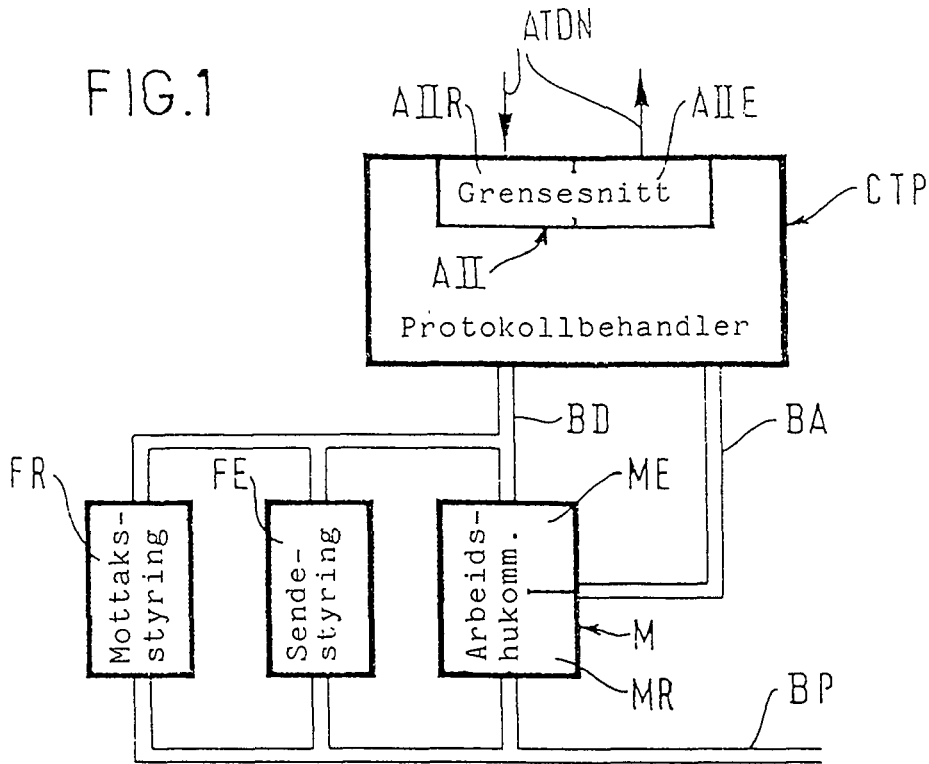 FIG.1
ATDN
AIIR
AIIE
Grensesnitt
CTP
AII
Protokollbehandler
BD
BA
FR
FE
ME
Mottaks-
styring
Sende-
styring
Arbeids-
hukomm.
M
MR
BP